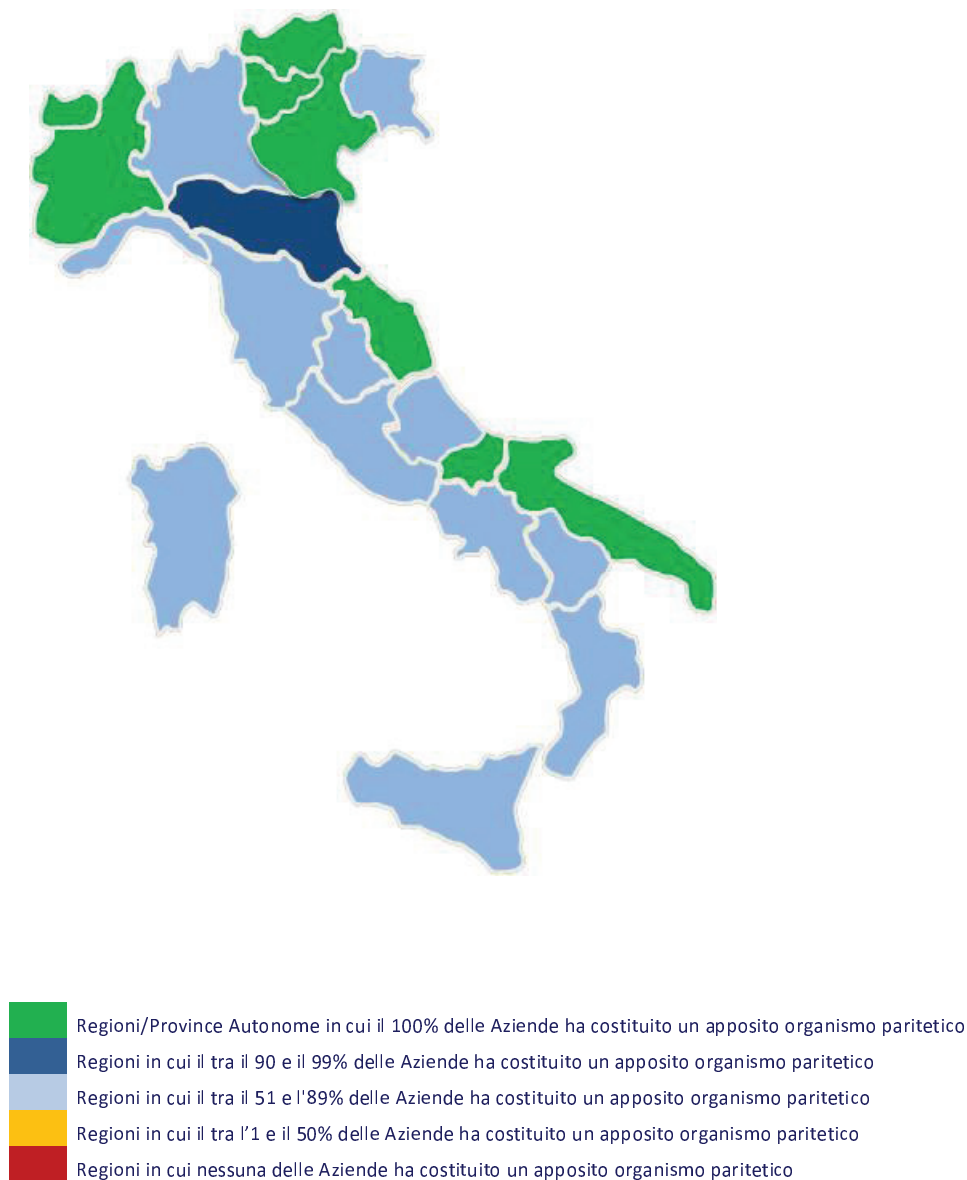 Regioni/Province Autonome in cui il 100% delle Aziende ha costituito un apposito organismo paritetico
Regioni in cui il tra il 90 e il 99% delle Aziende ha costituito un apposito organismo paritetico
Regioni in cui il tra il 51 e l'89% delle Aziende ha costituito un apposito organismo paritetico
Regioni in cui il tra l’1 e il 50% delle Aziende ha costituito un apposito organismo paritetico
Regioni in cui nessuna delle Aziende ha costituito un apposito organismo paritetico